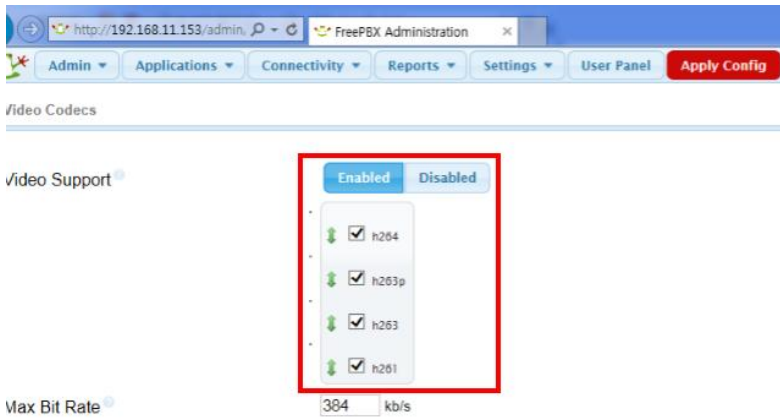 http://192.168.11.153/admin, FreePBX Administration
Admin Applications Connectivity Reports Settings User Panel Apply Config
Video Codecs
Video Support Enabled Disabled
h264
h263p
h263
h261
Max Bit Rate 384 kb/s